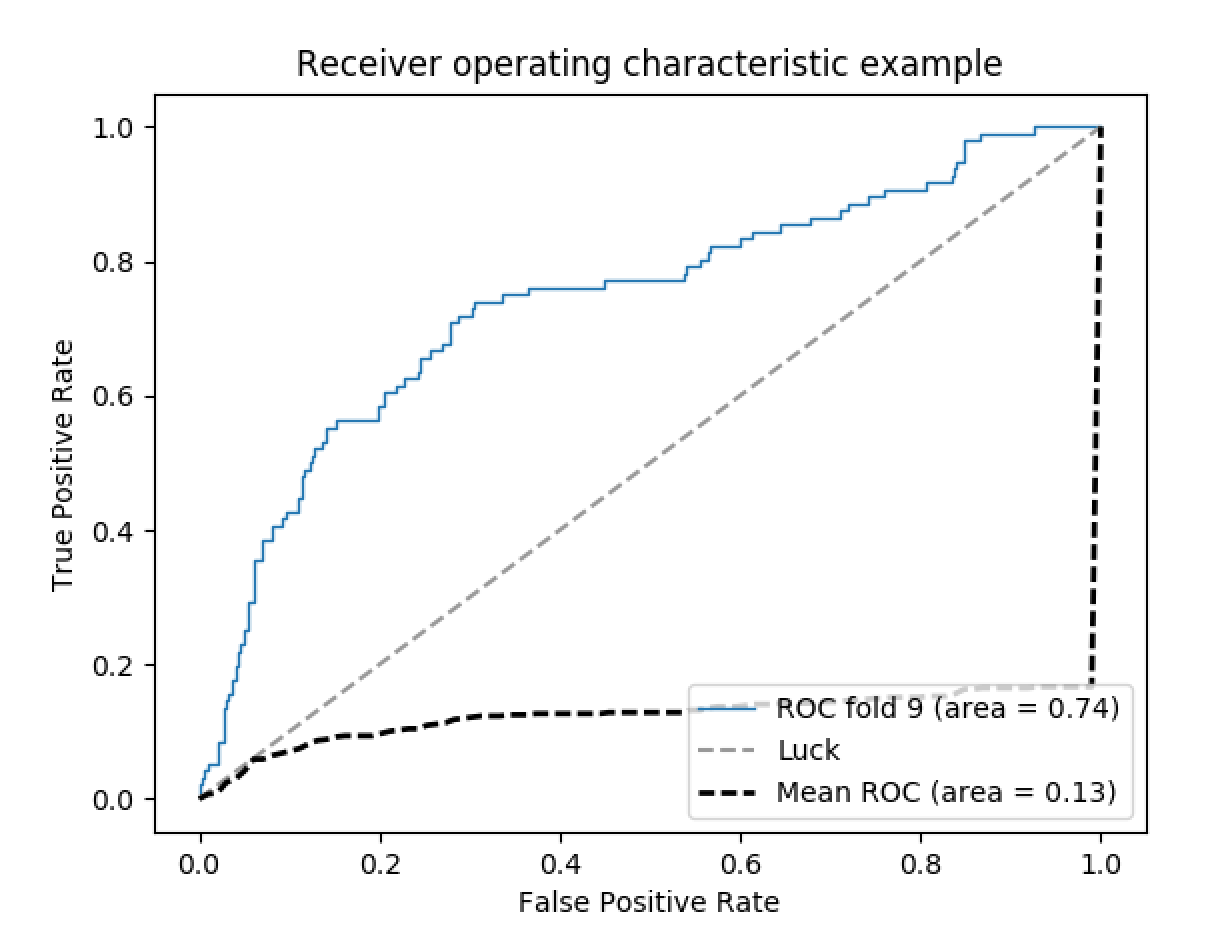 Receiver operating characteristic example
1.0
0.8
0.6
0.4
0.2
0.0
True Positive Rate
ROC fold 9 (area = 0.74)
Luck
Mean ROC (area = 0.13)
0.0 0.2 0.4 0.6 0.8 1.0
False Positive Rate